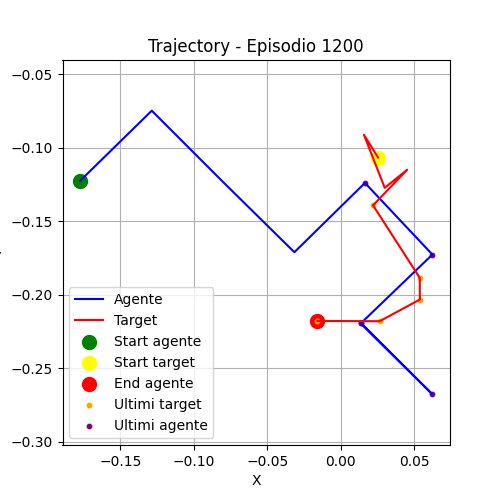 Trajectory - Episodio 1200
−0.05
−0.10
−0.15
−0.20
−0.25
−0.30
Agente
Target
Start agente
Start target
End agente
Ultimi target
Ultimi agente
−0.15 −0.10 −0.05 0.00 0.05
X